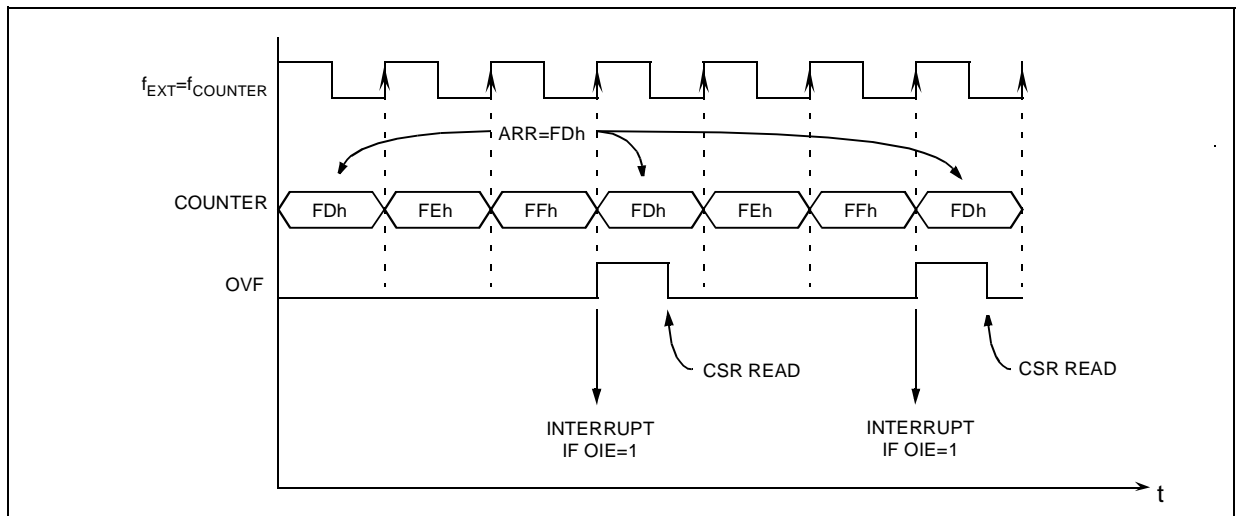 fEXT=fCOUNTER
ARR=FDh
COUNTER
FDh FEh FFh FDh FEh FFh FDh
OVF
CSR READ
CSR READ
INTERRUPT
IF OIE=1
INTERRUPT
IF OIE=1
t